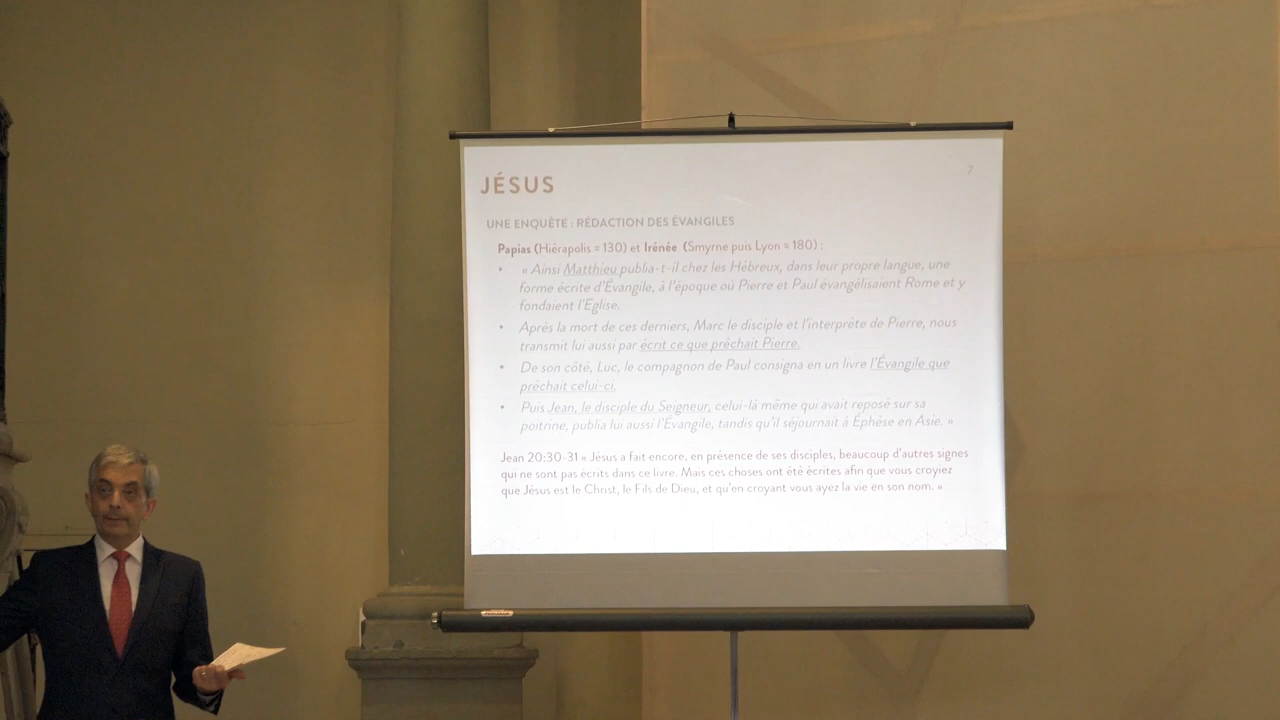 7
JÉSUS
UNE ENQUÊTE : RÉDACTION DES ÉVANGILES
Papias (Hiérapolis ≈ 130) et Irénée (Smyrne puis Lyon ≈ 180) :
• « Ainsi Matthieu publia-t-il chez les Hébreux, dans leur propre langue, une
forme écrite d'Évangile, à l'époque où Pierre et Paul évangélisaient Rome et y
fondaient l'Église.
• Après la mort de ces derniers, Marc le disciple et l'interprète de Pierre, nous
transmit lui aussi par écrit ce que prêchait Pierre.
• De son côté, Luc, le compagnon de Paul consigna en un livre l'Évangile que
prêchait celui-ci.
• Puis Jean, le disciple du Seigneur, celui-là même qui avait reposé sur sa
poitrine, publia lui aussi l'Évangile, tandis qu'il séjournait à Éphèse en Asie. »
Jean 20:30-31 « Jésus a fait encore, en présence de ses disciples, beaucoup d'autres signes
qui ne sont pas écrits dans ce livre. Mais ces choses ont été écrites afin que vous croyiez
que Jésus est le Christ, le Fils de Dieu, et qu'en croyant vous ayez la vie en son nom. »